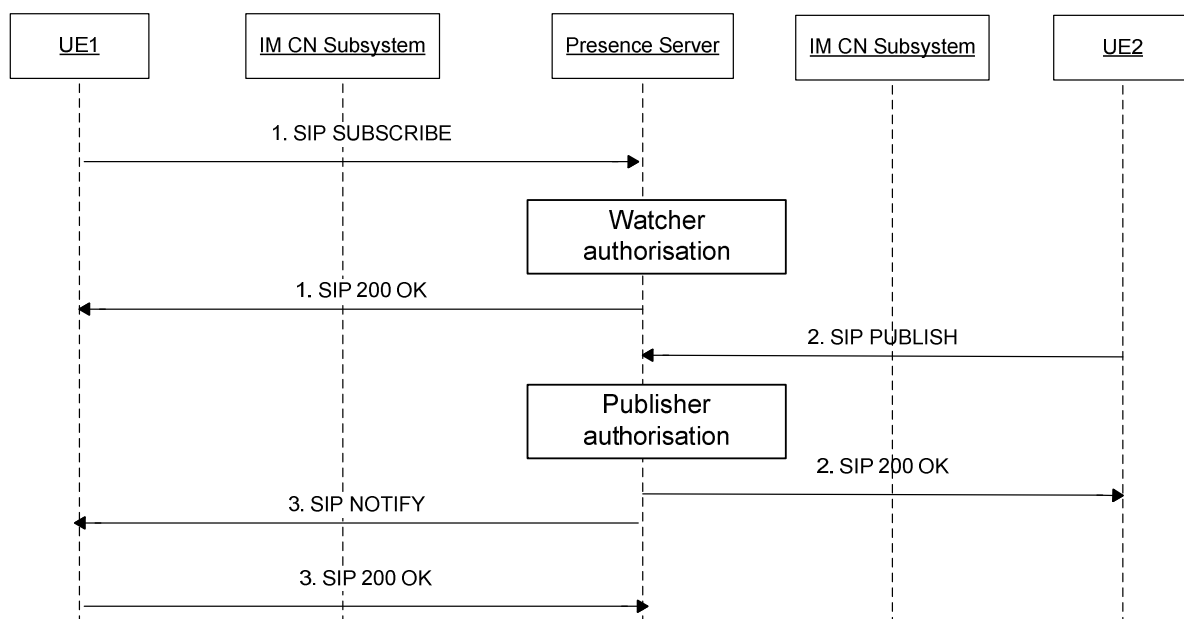 UE1
IM CN Subsystem
Presence Server
IM CN Subsystem
UE2
1. SIP SUBSCRIBE
Watcher
authorisation
1. SIP 200 OK
2. SIP PUBLISH
Publisher
authorisation
2. SIP 200 OK
3. SIP NOTIFY
3. SIP 200 OK